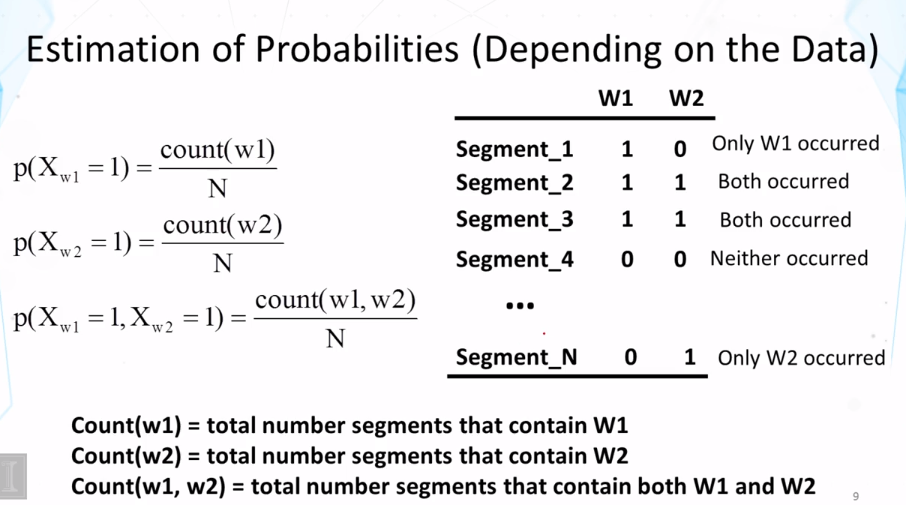 Estimation of Probabilities (Depending on the Data)
p(X_{w1} = 1) = count(w1) / N
p(X_{w2} = 1) = count(w2) / N
p(X_{w1} = 1, X_{w2} = 1) = count(w1, w2) / N
W1 W2
Segment_1 1 0 Only W1 occurred
Segment_2 1 1 Both occurred
Segment_3 1 1 Both occurred
Segment_4 0 0 Neither occurred
...
Segment_N 0 1 Only W2 occurred
Count(w1) = total number segments that contain W1
Count(w2) = total number segments that contain W2
Count(w1, w2) = total number segments that contain both W1 and W2
9